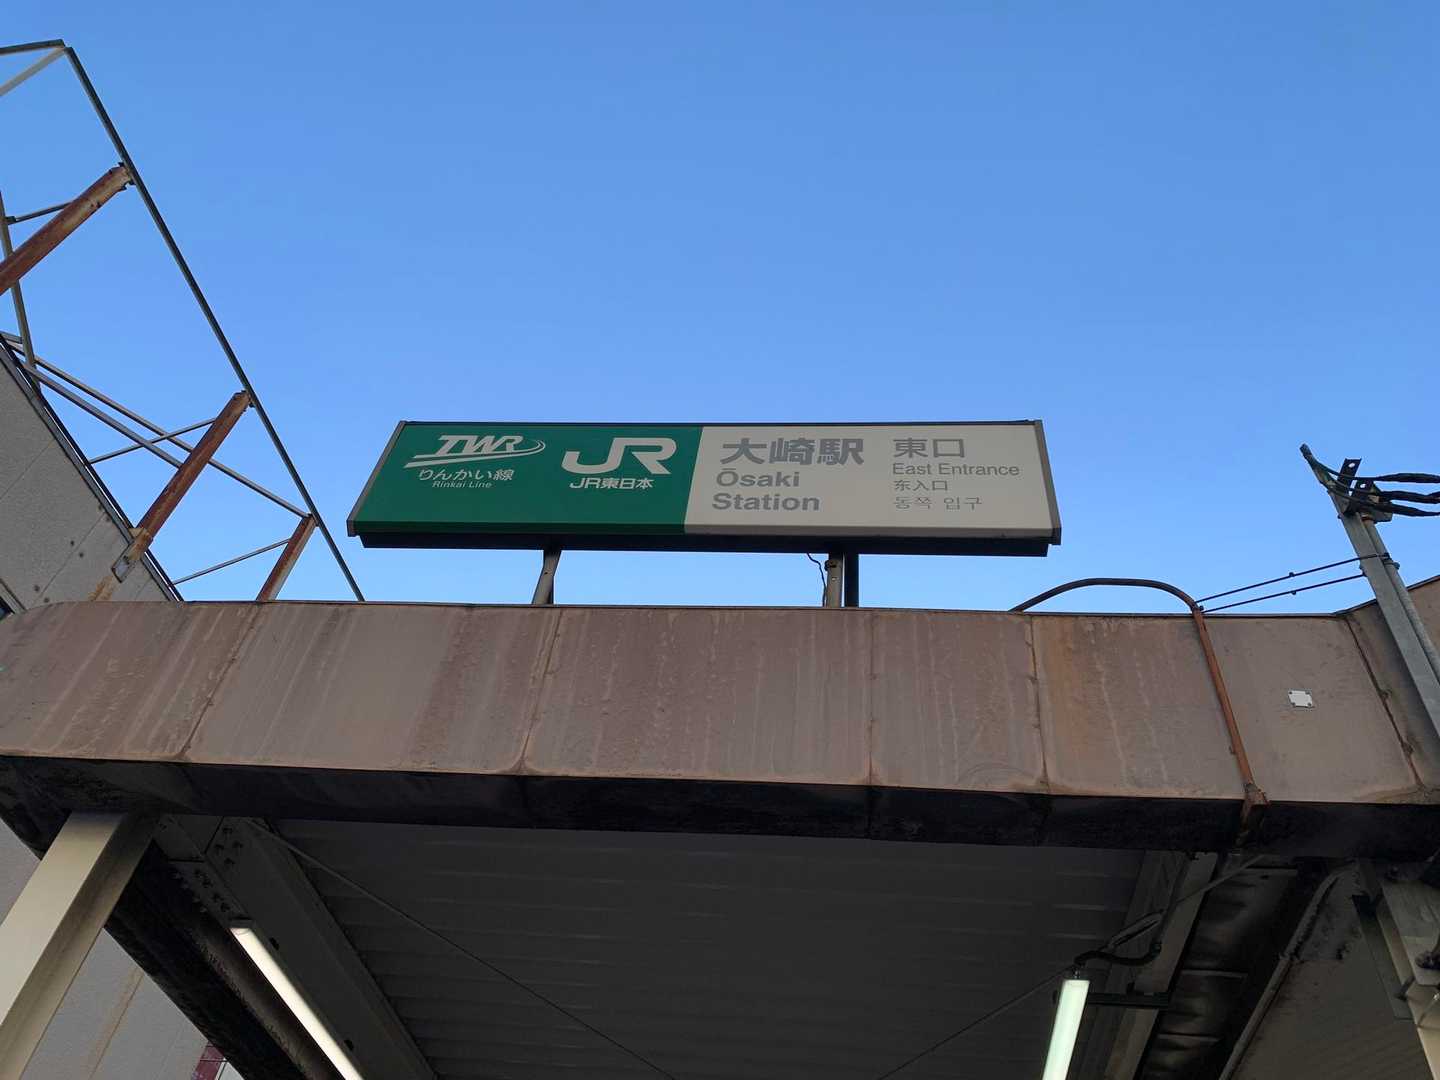 TWR
りんかい線
Rinkai Line
JR
JR東日本
大崎駅
Ōsaki
Station
東口
East Entrance
东入口
동쪽 입구